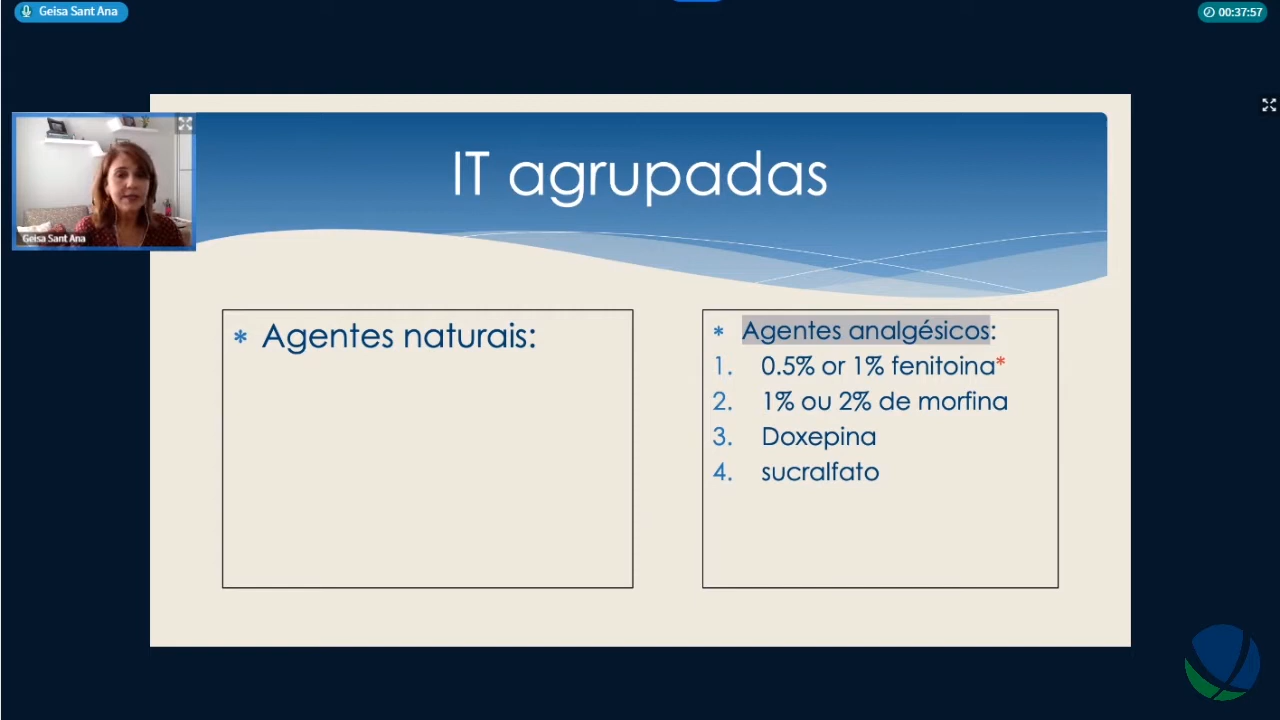 Geisa Sant Ana
00:37:57
IT agrupadas
Geisa Sant Ana
* Agentes naturais:
* Agentes analgésicos:
1. 0.5% or 1% fenitoina*
2. 1% ou 2% de morfina
3. Doxepina
4. sucralfato